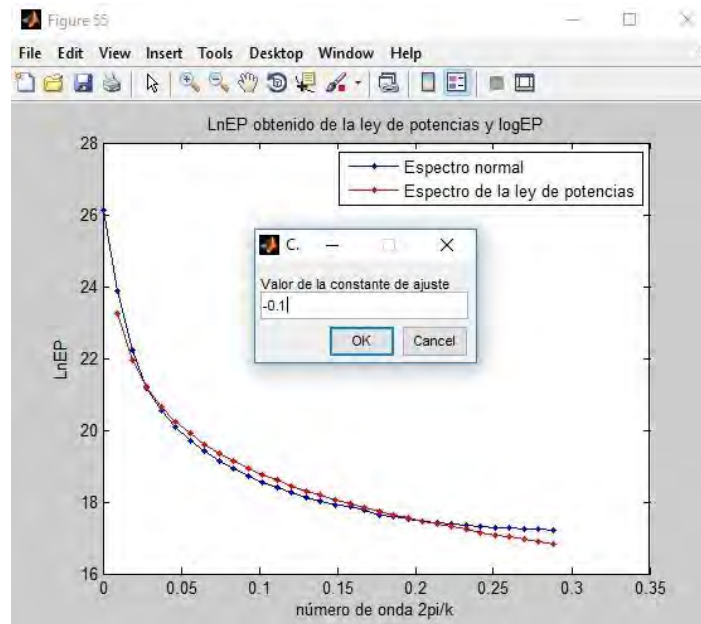 Figure 55
File Edit View Insert Tools Desktop Window Help
LnEP obtenido de la ley de potencias y logEP
28
26
24
22
20
18
16
LnEP
Espectro normal
Espectro de la ley de potencias
C.
Valor de la constante de ajuste
-0.1
OK Cancel
0 0.05 0.1 0.15 0.2 0.25 0.3 0.35
número de onda 2pi/k